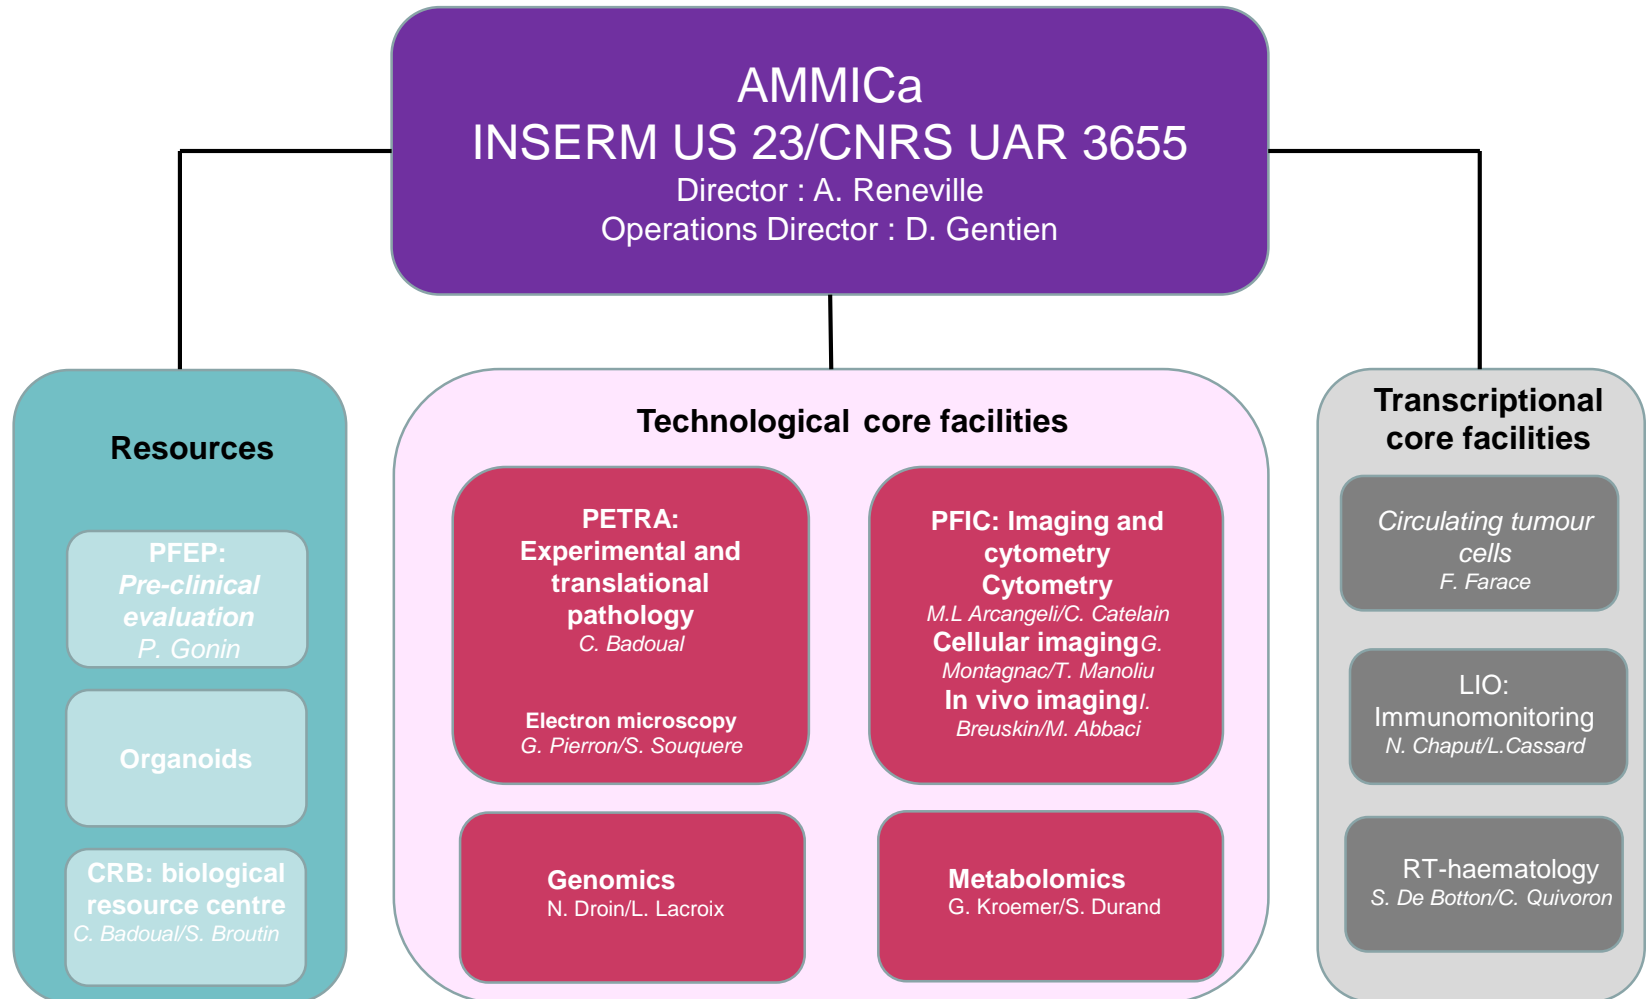 AMMICa
INSERM US 23/CNRS UAR 3655
Director : A. Reneville
Operations Director : D. Gentien
Resources
PFEP:
Pre-clinical
evaluation
P. Gonin
Organoids
CRB: biological
resource centre
C. Badoual/S. Broutin
Technological core facilities
PETRA:
Experimental and
translational
pathology
C. Badoual
Electron microscopy
G. Pierron/S. Souquere
PFIC: Imaging and
cytometry
Cytometry
M.L Arcangeli/C. Catelain
Cellular imaging G.
Montagnac/T. Manoliu
In vivo imaging I.
Breuskin/M. Abbaci
Genomics
N. Droin/L. Lacroix
Metabolomics
G. Kroemer/S. Durand
Transcriptional
core facilities
Circulating tumour
cells
F. Farace
LIO:
Immunomonitoring
N. Chaput/L.Cassard
RT-haematology
S. De Botton/C. Quivoron